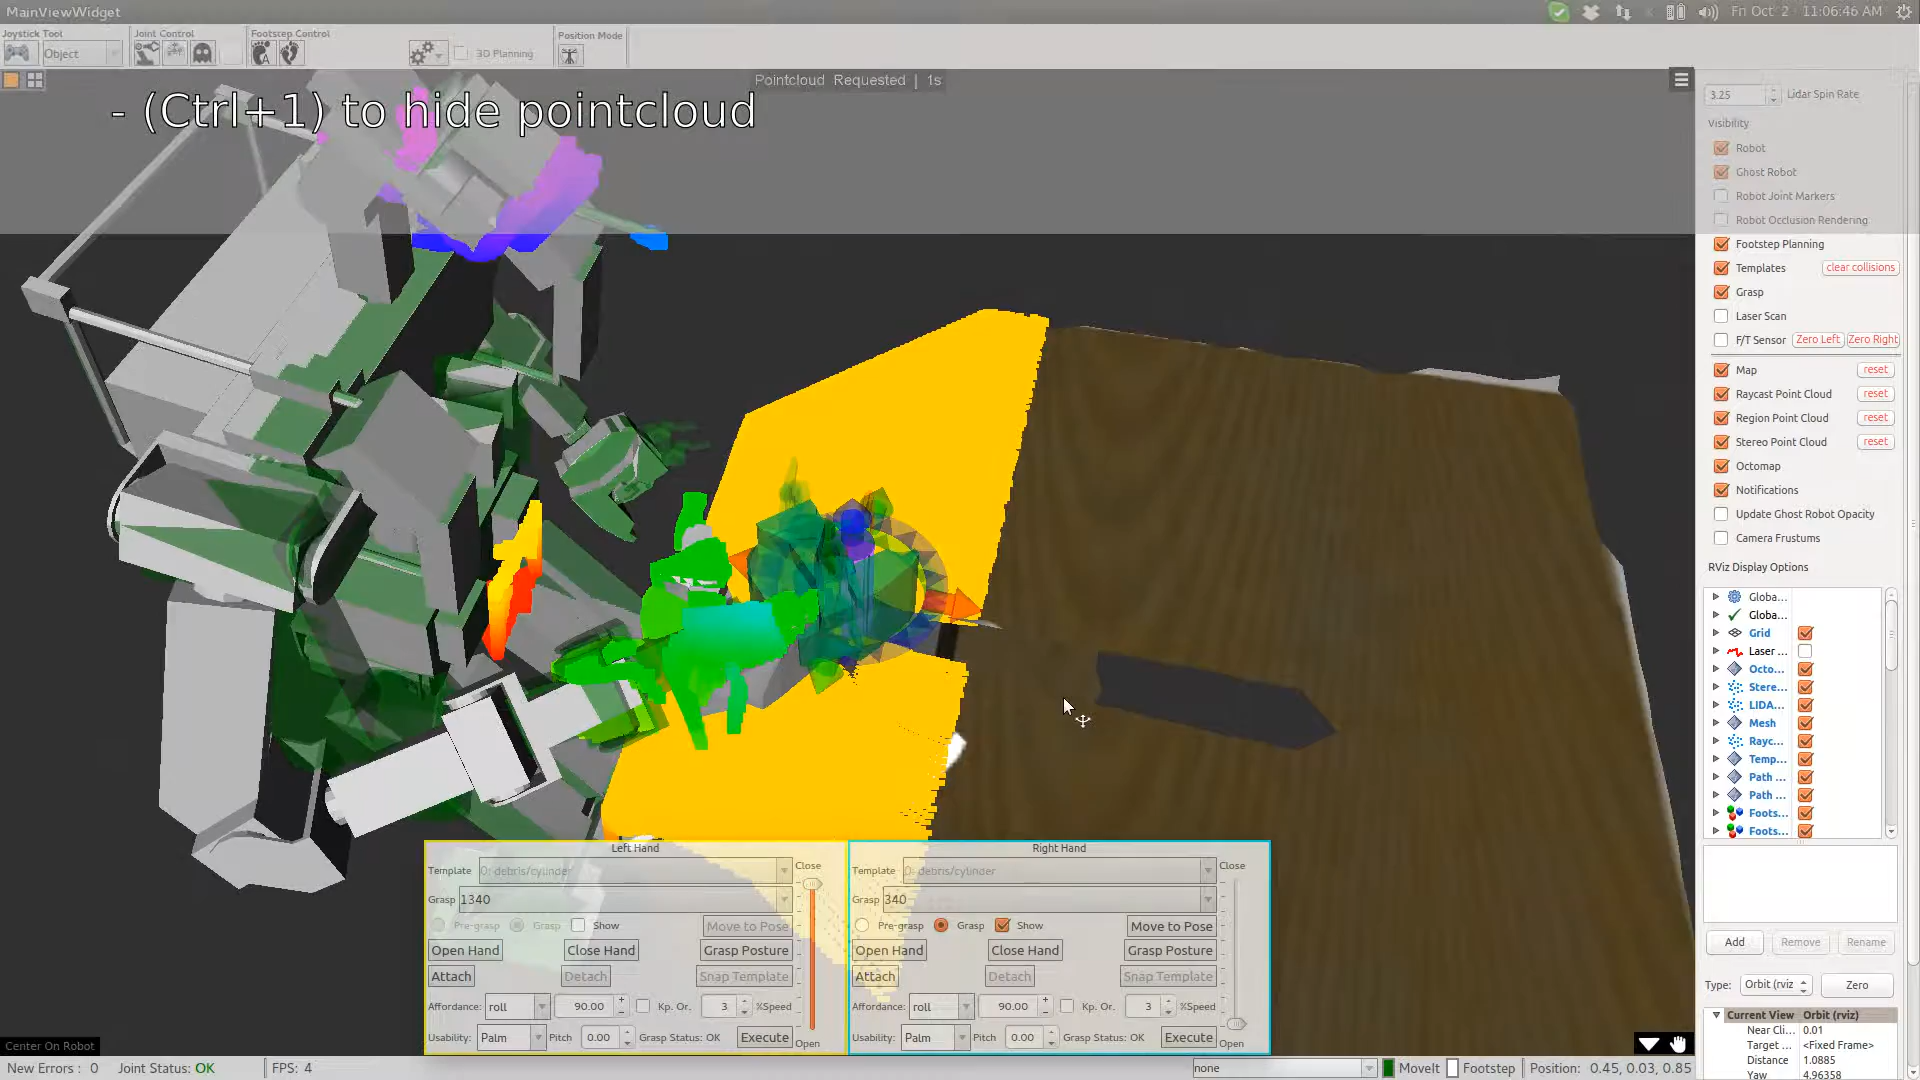 MainViewWidget
Fri Oct 2 11:06:46 AM
Joystick Tool
Joint Control
Footstep Control
Position Mode
Object
3D Planning
Pointcloud Requested | 1s
- (Ctrl+1) to hide pointcloud
3.25 Lidar Spin Rate
Visibility
Robot
Ghost Robot
Robot Joint Markers
Robot Occlusion Rendering
Footstep Planning
Templates clear collisions
Grasp
Laser Scan
F/T Sensor Zero Left Zero Right
Map reset
Raycast Point Cloud reset
Region Point Cloud reset
Stereo Point Cloud reset
Octomap
Notifications
Update Ghost Robot Opacity
Camera Frustums
RViz Display Options
Globa...
Globa...
Grid
Laser ...
Octo...
Stere...
LIDA...
Mesh
Rayc...
Temp...
Path ...
Path ...
Foots...
Foots...
Add Remove Rename
Type: Orbit (rviz Zero
Current View Orbit (rviz)
Near Cli... 0.01
Target ... <Fixed Frame>
Distance 1.0885
Yaw 4.96358
Left Hand
Template 0: debris/cylinder Close
Grasp 1340
Pre-grasp Grasp Show Move to Pose
Open Hand Close Hand Grasp Posture
Attach Detach Snap Template
Affordance: roll 90.00 Kp. Or. 3 %Speed
Usability: Palm Pitch 0.00 Grasp Status: OK Execute Open
Right Hand
Template 0: debris/cylinder Close
Grasp 340
Pre-grasp Grasp Show Move to Pose
Open Hand Close Hand Grasp Posture
Attach Detach Snap Template
Affordance: roll 90.00 Kp. Or. 3 %Speed
Usability: Palm Pitch 0.00 Grasp Status: OK Execute Open
Center On Robot
New Errors : 0 Joint Status: OK FPS: 4 none MoveIt Footstep Position: 0.45, 0.03, 0.85